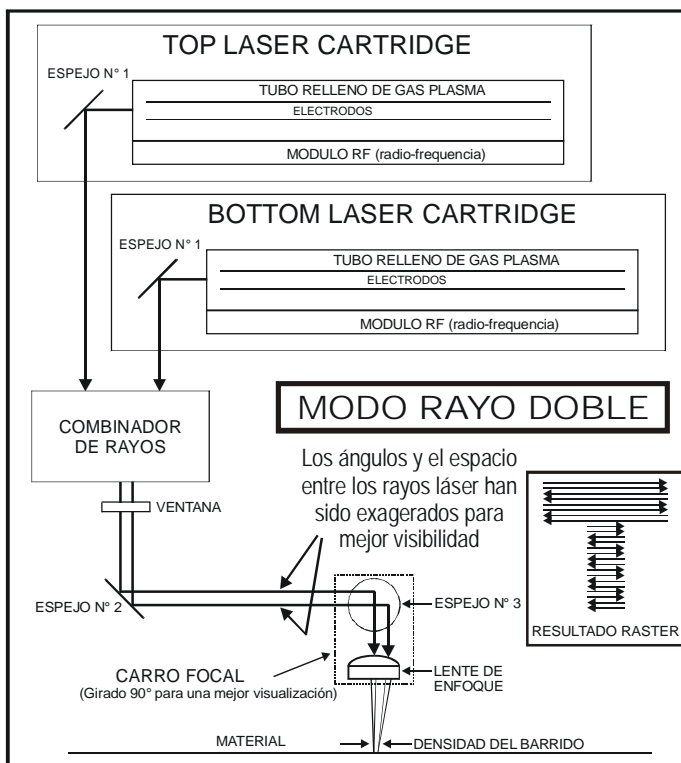 TOP LASER CARTRIDGE
ESPEJO N° 1
TUBO RELLENO DE GAS PLASMA
ELECTRODOS
MODULO RF (radio-frequencia)
BOTTOM LASER CARTRIDGE
ESPEJO N° 1
TUBO RELLENO DE GAS PLASMA
ELECTRODOS
MODULO RF (radio-frequencia)
COMBINADOR
DE RAYOS
MODO RAYO DOBLE
Los ángulos y el espacio
entre los rayos láser han
sido exagerados para
mejor visibilidad
VENTANA
ESPEJO N° 2
ESPEJO N° 3
RESULTADO RASTER
CARRO FOCAL
(Girado 90° para una mejor visualización)
LENTE DE
ENFOQUE
MATERIAL
DENSIDAD DEL BARRIDO